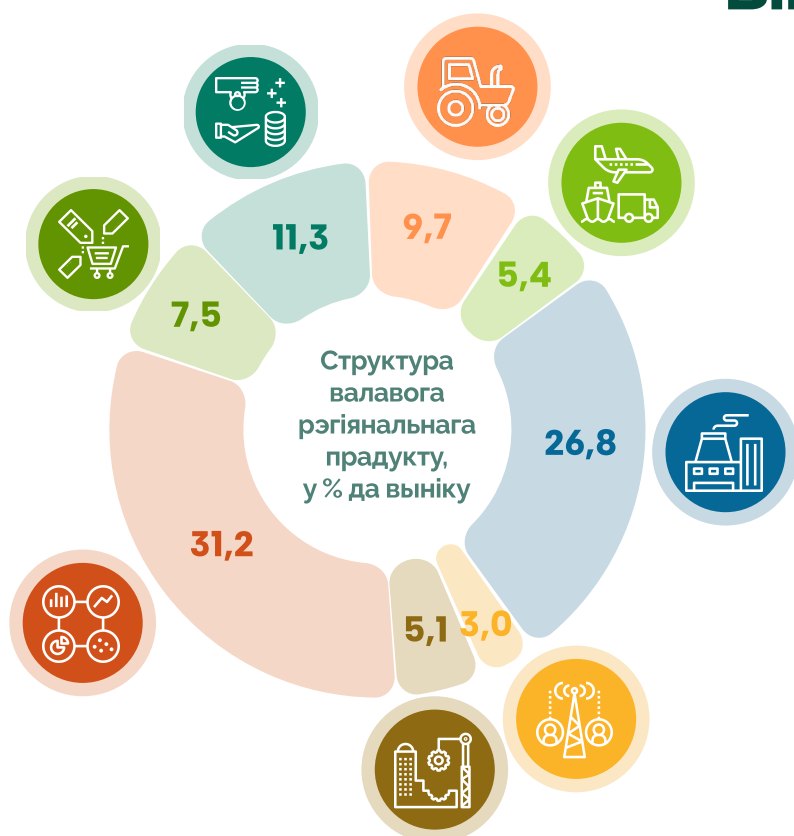 11,3
9,7
5,4
7,5
Структура
валавога
рэгіянальнага
прадукту,
у % да выніку
26,8
31,2
5,1
3,0